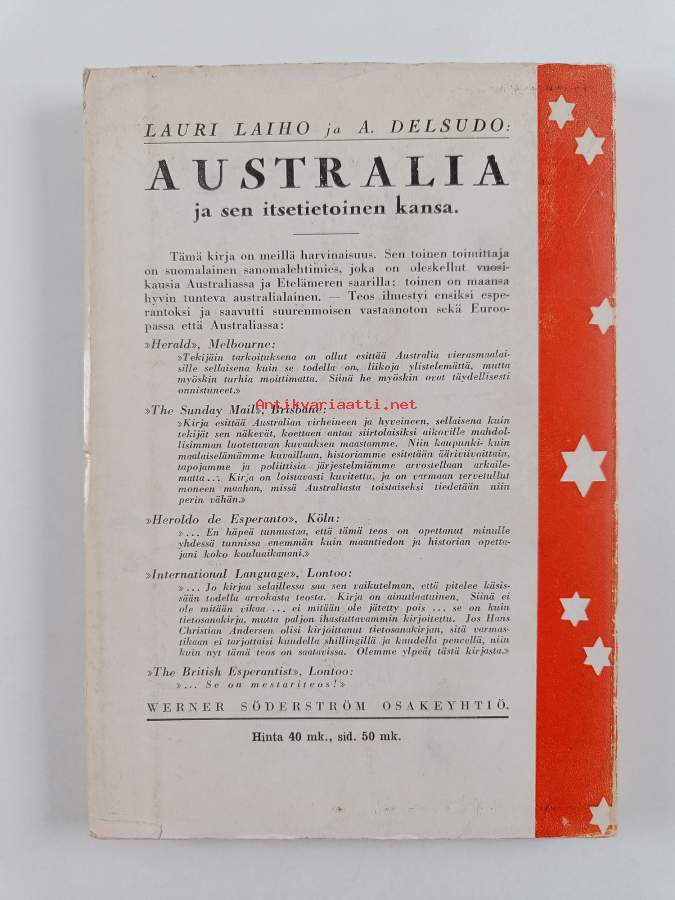 LAURI LAIHO ja A. DELSUDO:
AUSTRALIA
ja sen itsetietoinen kansa.
Tämä kirja on meillä harvinaisuus. Sen toinen toimittaja
on suomalainen sanomalehtimies, joka on oleskellut vuosi-
kausia Australiassa ja Etelämeren saarilla; toinen on maansa
hyvin tunteva australialainen. — Teos ilmestyi ensiksi espe-
rantoksi ja saavutti suurenmoisen vastaanoton sekä Euroo-
passa että Australiassa:
»Herald», Melbourne:
»Tekijäin tarkoituksena on ollut esittää Australia vierasmaalai-
sille sellaisena kuin se todella on, liikoja ylistelemättä, mutta
myöskin turhia moittimatta. Siinä he myöskin ovat täydellisesti
onnistuneet.»
Antikvariaatti.net
»The Sunday Mail», Brisbane:
»Kirja esittää Australian virheineen ja hyveineen, sellaisena kuin
tekijät sen näkevät, koettaen antaa siirtolaisiksi aikoville mahdol-
lisimman luotettavan kuvauksen maastamme. Niin kaupunki- kuin
maalaiselämämme kuvaillaan, historiamme esitetään ääriviivoittain,
tapojamme ja poliittisia järjestelmiämme arvostellaan arkaile-
matta... Kirja on loistavasti kuvitettu, ja on varmaan tervetullut
moneen maahan, missä Australiasta toistaiseksi tiedetään niin
perin vähän.»
»Heroldo de Esperanto», Köln:
»... En häpeä tunnustaa, että tämä teos on opettanut minulle
yhdessä tunnissa enemmän kuin maantiedon ja historian opetta-
jani koko kouluaikanani.»
»International Language», Lontoo:
»... Jo kirjaa selaillessa saa sen vaikutelman, että pitelee käsis-
sään todella arvokasta teosta. Kirja on ainulaatuinen. Siinä ei
ole mitään vikaa ... ei mitään ole jätetty pois ... se on kuin
tietosanakirja, mutta paljon ihastuttavammin kirjoitettu. Jos Hans
Christian Andersen olisi kirjoittanut tietosanakirjan, sitä varmas-
tikaan ei tarjottaisi kuudella shillingillä ja kuudella pencellä, niin
kuin nyt tämä teos on saatavissa. Olemme ylpeät tästä kirjasta.»
»The British Esperantist», Lontoo:
»... Se on mestariteos!»
WERNER SÖDERSTRÖM OSAKEYHTIÖ.
Hinta 40 mk., sid. 50 mk.